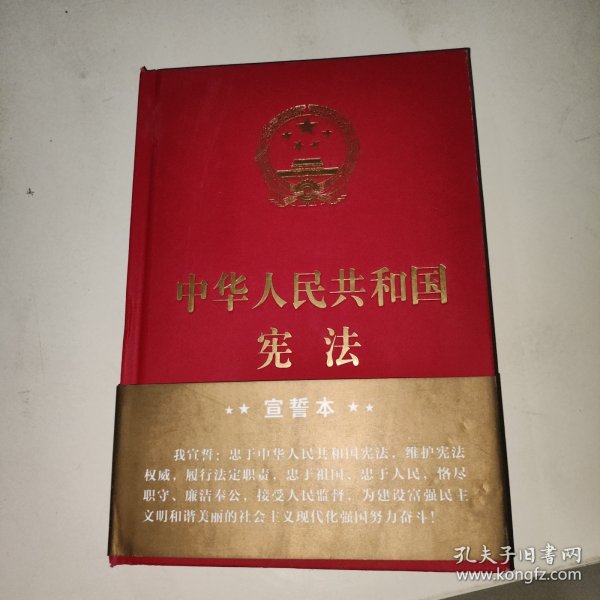 中华人民共和国
宪法
★★ 宣誓本 ★★
我宣誓：忠于中华人民共和国宪法，维护宪法
权威，履行法定职责，忠于祖国、忠于人民，恪尽
职守、廉洁奉公，接受人民监督，为建设富强民主
文明和谐美丽的社会主义现代化强国努力奋斗！
孔夫子旧书网
www.kongfz.com